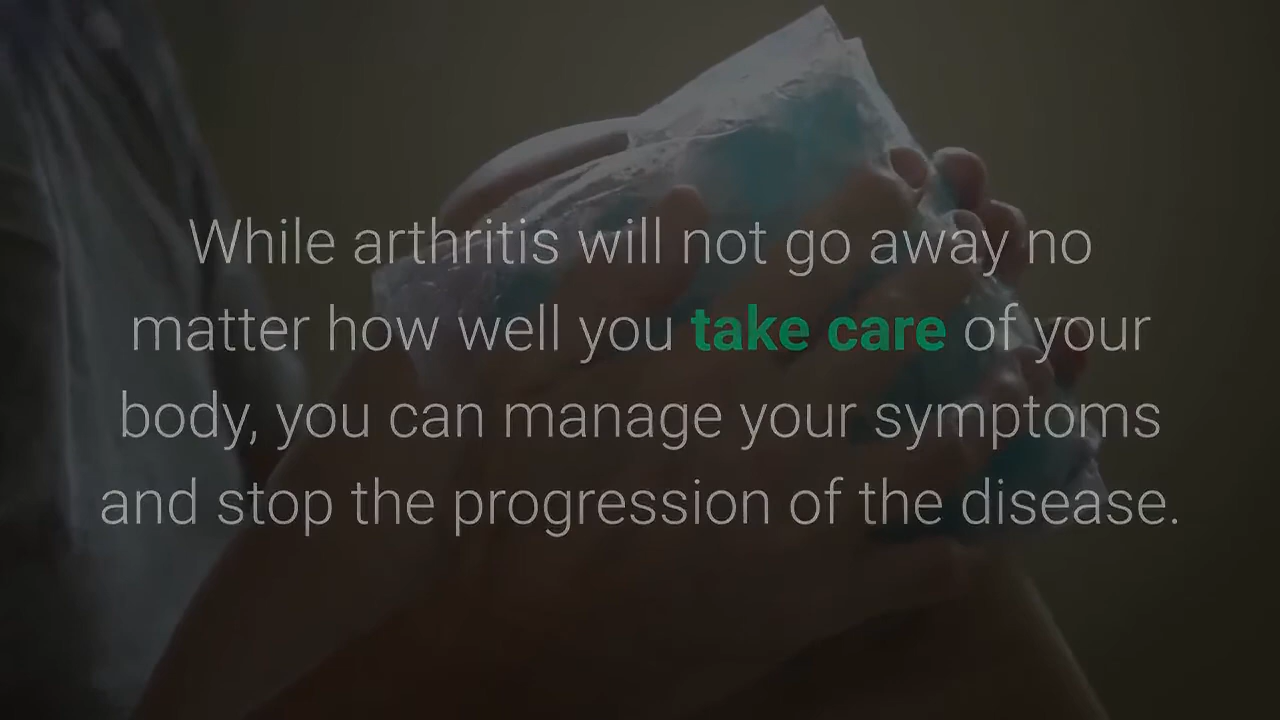 While arthritis will not go away no
matter how well you take care of your
body, you can manage your symptoms
and stop the progression of the disease.